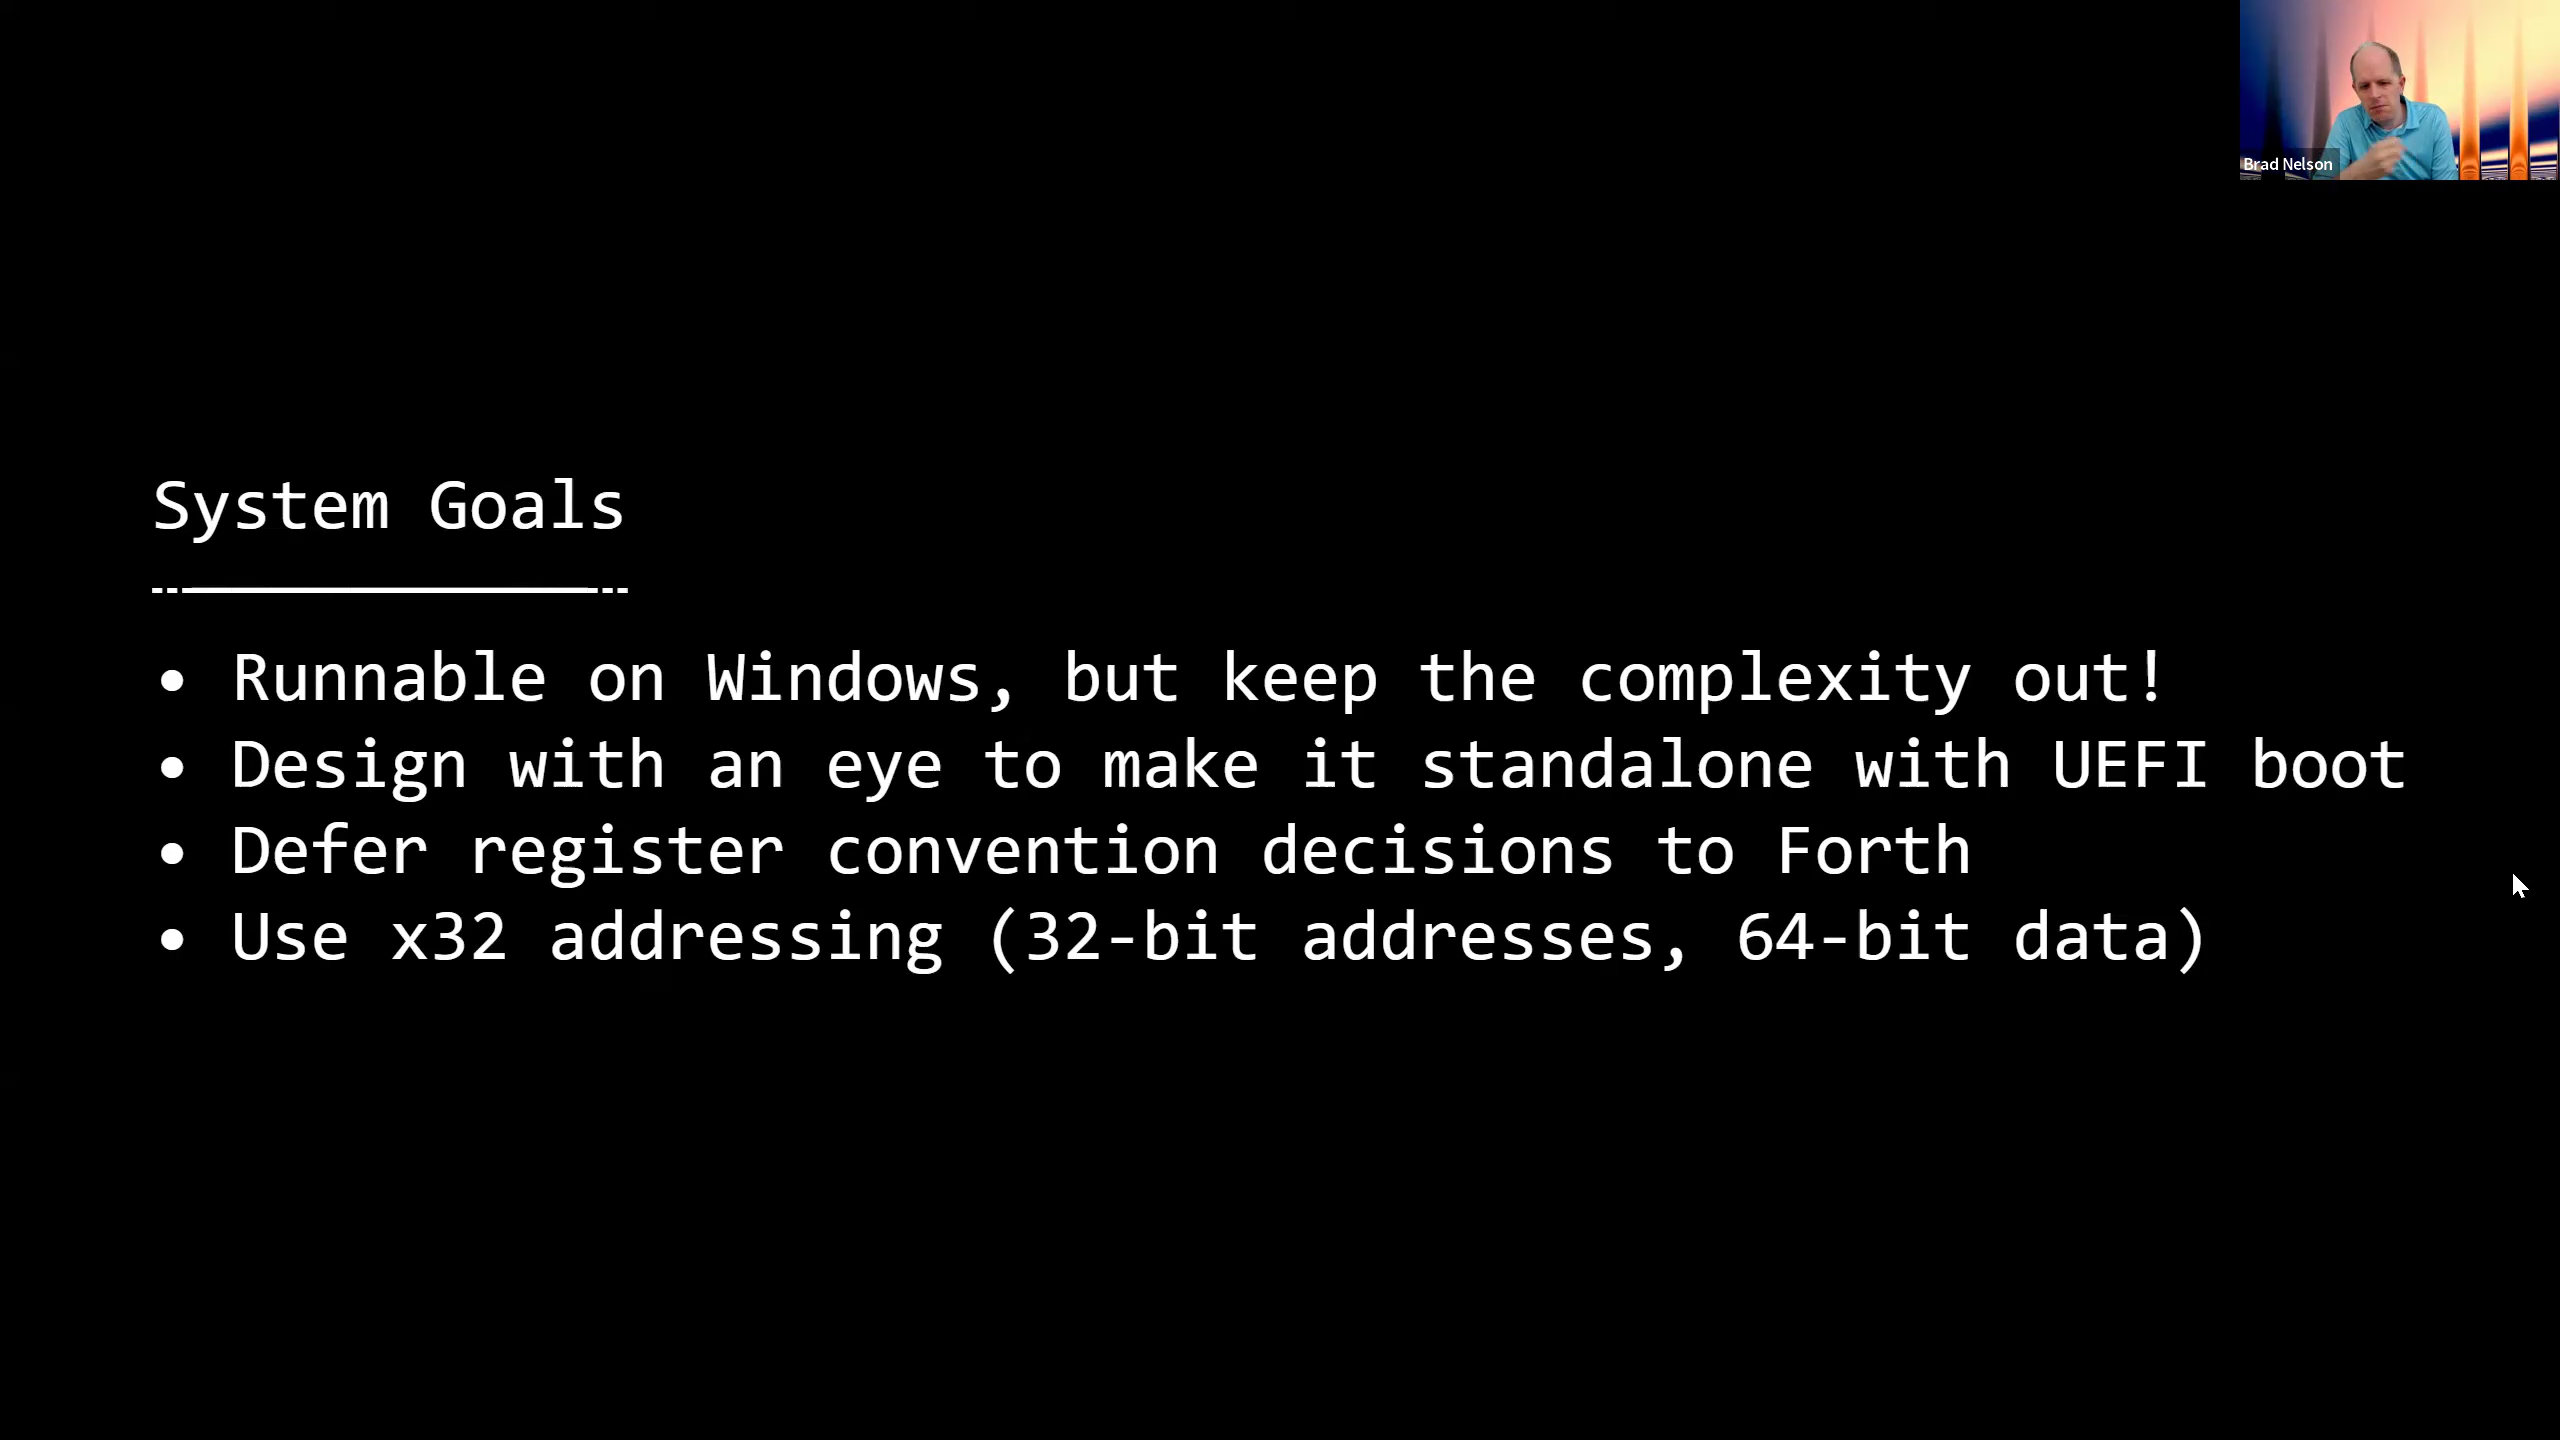 Brad Nelson
System Goals
• Runnable on Windows, but keep the complexity out!
• Design with an eye to make it standalone with UEFI boot
• Defer register convention decisions to Forth
• Use x32 addressing (32-bit addresses, 64-bit data)